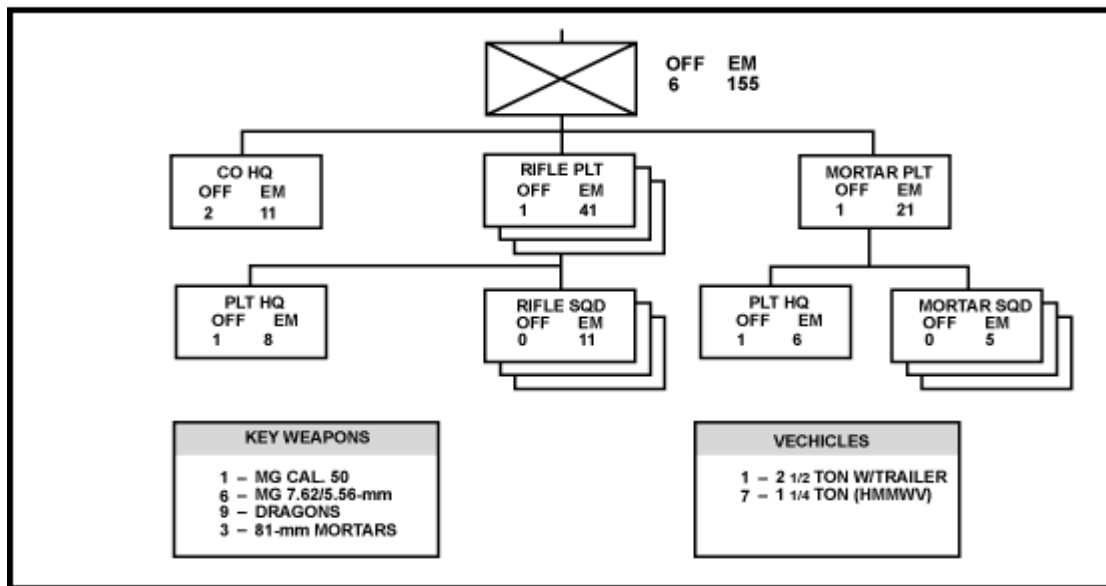 OFF EM
6 155
CO HQ
OFF EM
2 11
RIFLE PLT
OFF EM
1 41
MORTAR PLT
OFF EM
1 21
PLT HQ
OFF EM
1 8
RIFLE SQD
OFF EM
0 11
PLT HQ
OFF EM
1 6
MORTAR SQD
OFF EM
0 5
KEY WEAPONS
1 – MG CAL. 50
6 – MG 7.62/5.56-mm
9 – DRAGONS
3 – 81-mm MORTARS
VECHICLES
1 – 2 1/2 TON W/TRAILER
7 – 1 1/4 TON (HMMWV)